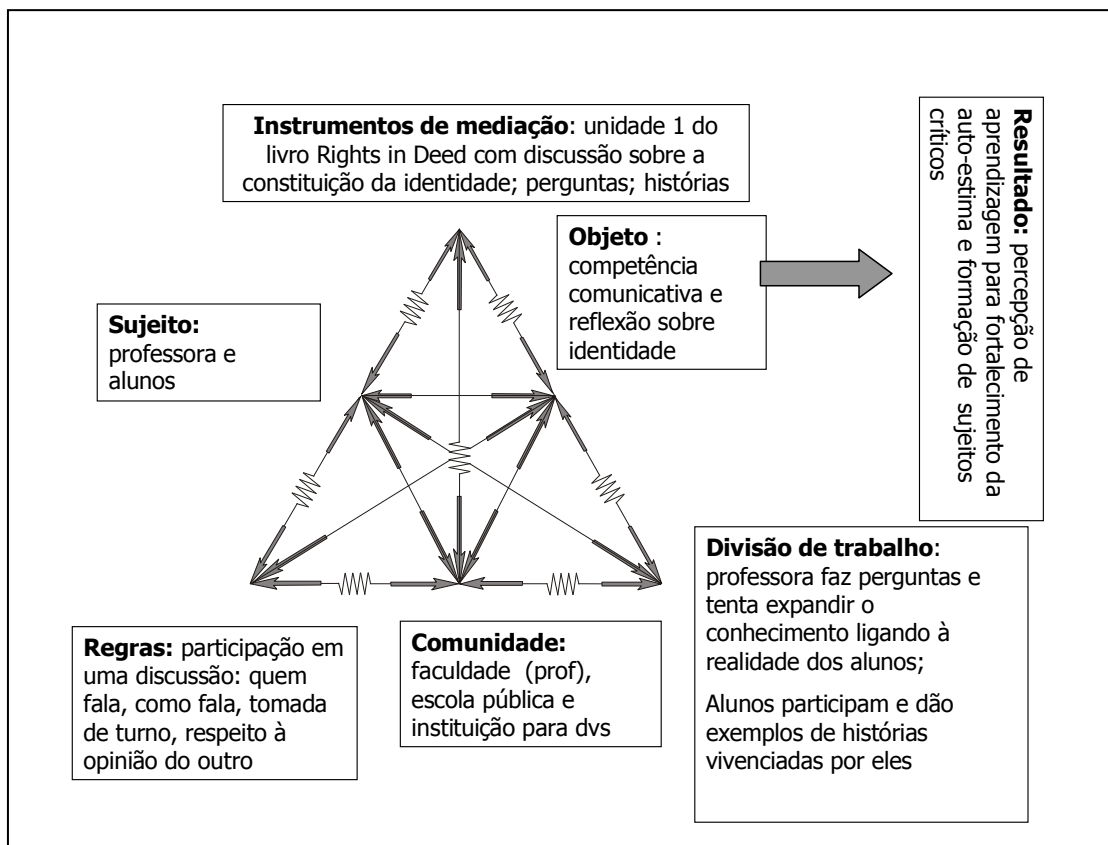 Instrumentos de mediação: unidade 1 do
livro Rights in Deed com discussão sobre a
constituição da identidade; perguntas; histórias
Objeto :
competência
comunicativa e
reflexão sobre
identidade
Resultado: percepção de
aprendizagem para fortalecimento da
auto-estima e formação de sujeitos
críticos
Sujeito:
professora e
alunos
Regras: participação em
uma discussão: quem
fala, como fala, tomada
de turno, respeito à
opinião do outro
Comunidade:
faculdade (prof),
escola pública e
instituição para dvs
Divisão de trabalho:
professora faz perguntas e
tenta expandir o
conhecimento ligando à
realidade dos alunos;
Alunos participam e dão
exemplos de histórias
vivenciadas por eles